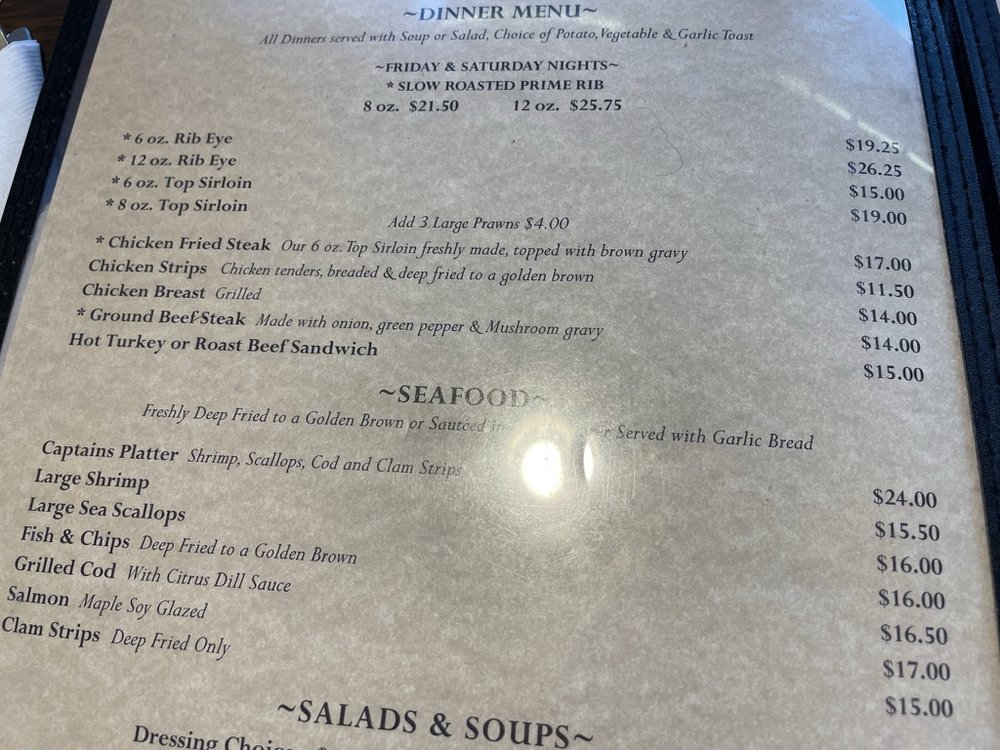 ~DINNER MENU~
All Dinners served with Soup or Salad, Choice of Potato, Vegetable & Garlic Toast
~FRIDAY & SATURDAY NIGHTS~
* SLOW ROASTED PRIME RIB
8 oz. $21.50 12 oz. $25.75
* 6 oz. Rib Eye $19.25
* 12 oz. Rib Eye $26.25
* 6 oz. Top Sirloin $15.00
* 8 oz. Top Sirloin $19.00
Add 3 Large Prawns $4.00
* Chicken Fried Steak Our 6 oz. Top Sirloin freshly made, topped with brown gravy $17.00
Chicken Strips Chicken tenders, breaded & deep fried to a golden brown $11.50
Chicken Breast Grilled $14.00
* Ground Beef Steak Made with onion, green pepper & Mushroom gravy $14.00
Hot Turkey or Roast Beef Sandwich $15.00
~SEAFOOD~
Freshly Deep Fried to a Golden Brown or Sautéed in Served with Garlic Bread
Captains Platter Shrimp, Scallops, Cod and Clam Strips $24.00
Large Shrimp $15.50
Large Sea Scallops $16.00
Fish & Chips Deep Fried to a Golden Brown $16.00
Grilled Cod With Citrus Dill Sauce $16.50
Salmon Maple Soy Glazed $17.00
Clam Strips Deep Fried Only $15.00
~SALADS & SOUPS~
Dressing